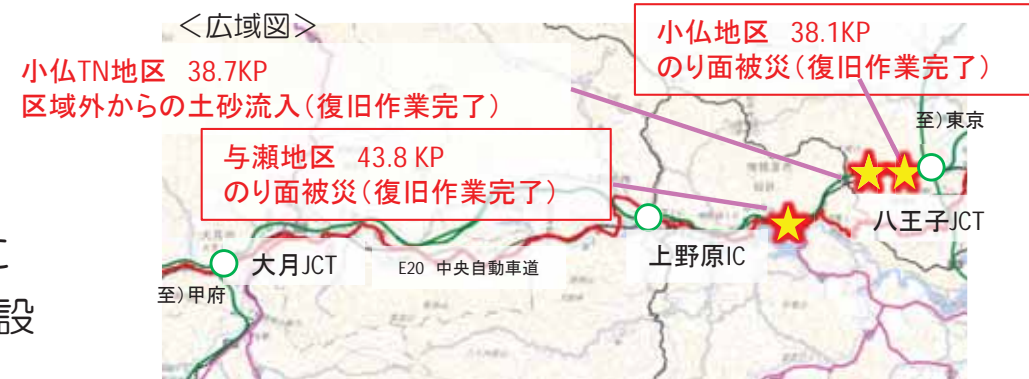 ＜広域図＞
小仏地区 38.1KP
のり面被災(復旧作業完了)
小仏TN地区 38.7KP
区域外からの土砂流入(復旧作業完了)
与瀬地区 43.8 KP
のり面被災(復旧作業完了)
至)東京
八王子JCT
上野原IC
大月JCT
E20 中央自動車道
至)甲府
に
設